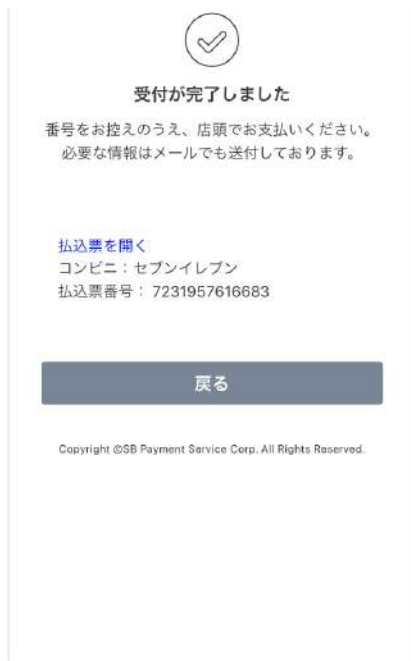 受付が完了しました
番号をお控えのうえ、店頭でお支払いください。
必要な情報はメールでも送付しております。
払込票を開く
コンビニ：セブンイレブン
払込票番号： 7231957616683
戻る
Copyright ©SB Payment Service Corp. All Rights Reserved.